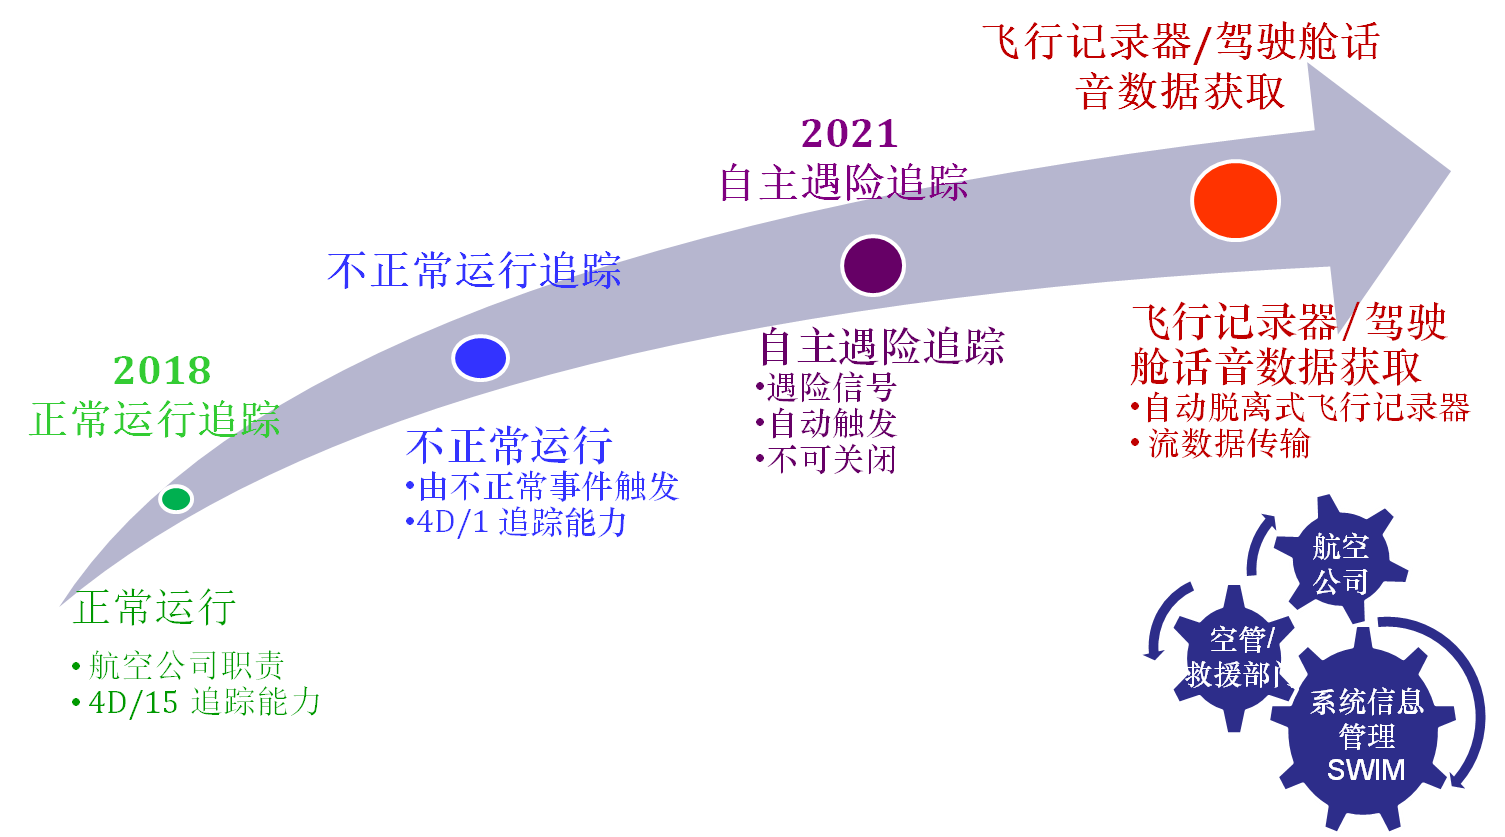 飞行记录器/驾驶舱话
音数据获取
2021
自主遇险追踪
不正常运行追踪
2018
正常运行追踪
正常运行
• 航空公司职责
• 4D/15 追踪能力
不正常运行
•由不正常事件触发
•4D/1 追踪能力
自主遇险追踪
•遇险信号
•自动触发
•不可关闭
飞行记录器/驾驶
舱话音数据获取
•自动脱离式飞行记录器
• 流数据传输
航空
公司
空管/
救援部门
系统信息
管理
SWIM